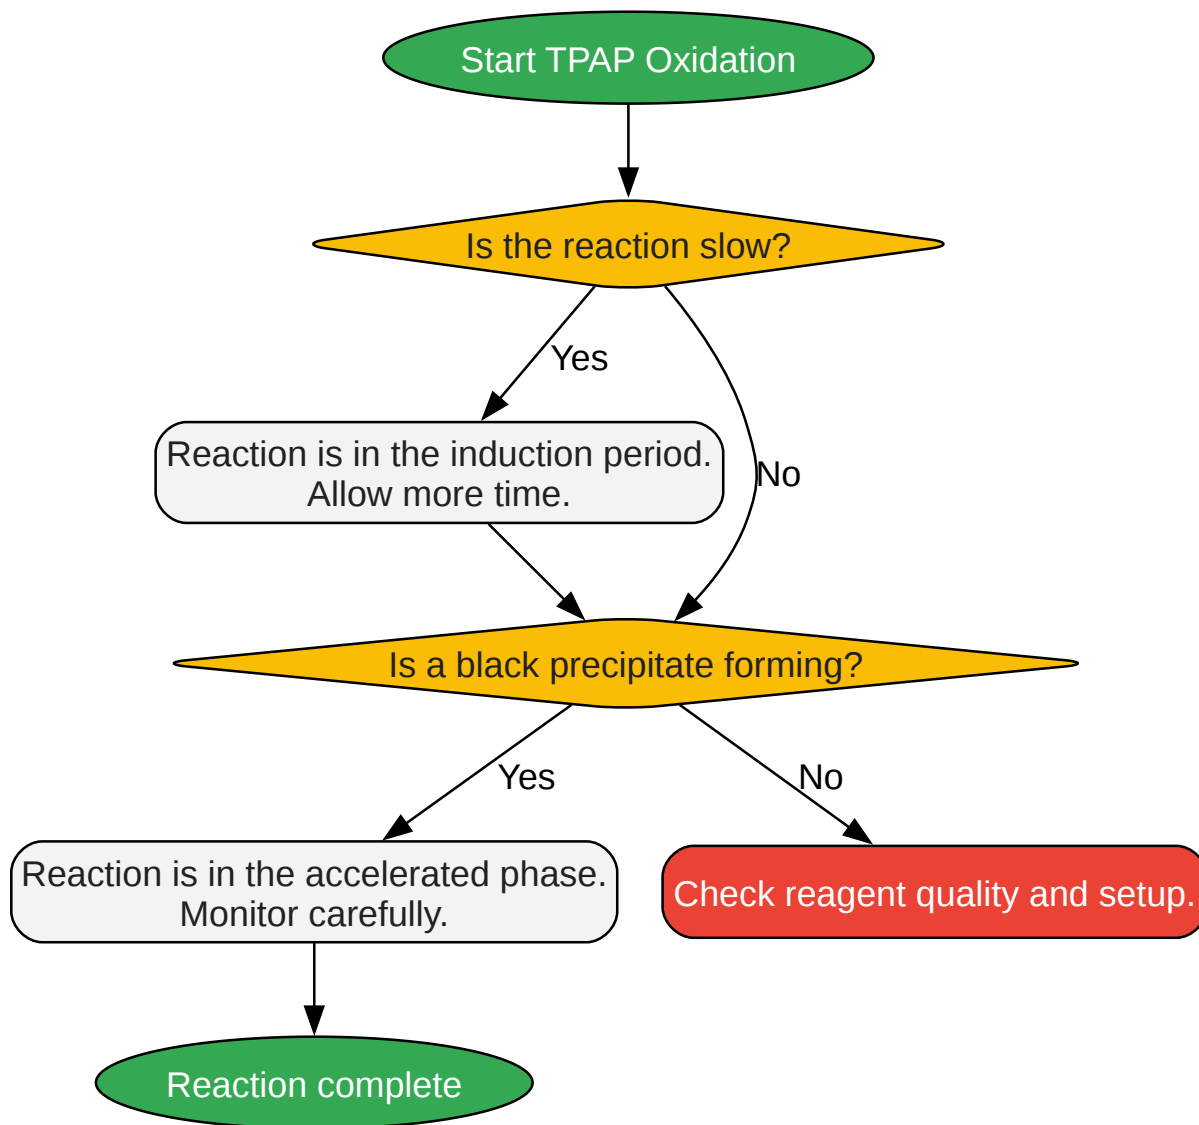 Start TPAP Oxidation
Is the reaction slow?
Yes
Reaction is in the induction period.
Allow more time.
No
Is a black precipitate forming?
Yes
No
Reaction is in the accelerated phase.
Monitor carefully.
Check reagent quality and setup.
Reaction complete